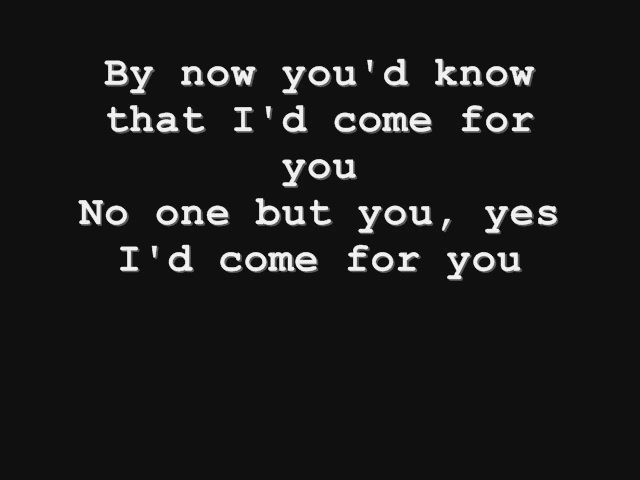 By now you'd know
that I'd come for
you
No one but you, yes
I'd come for you